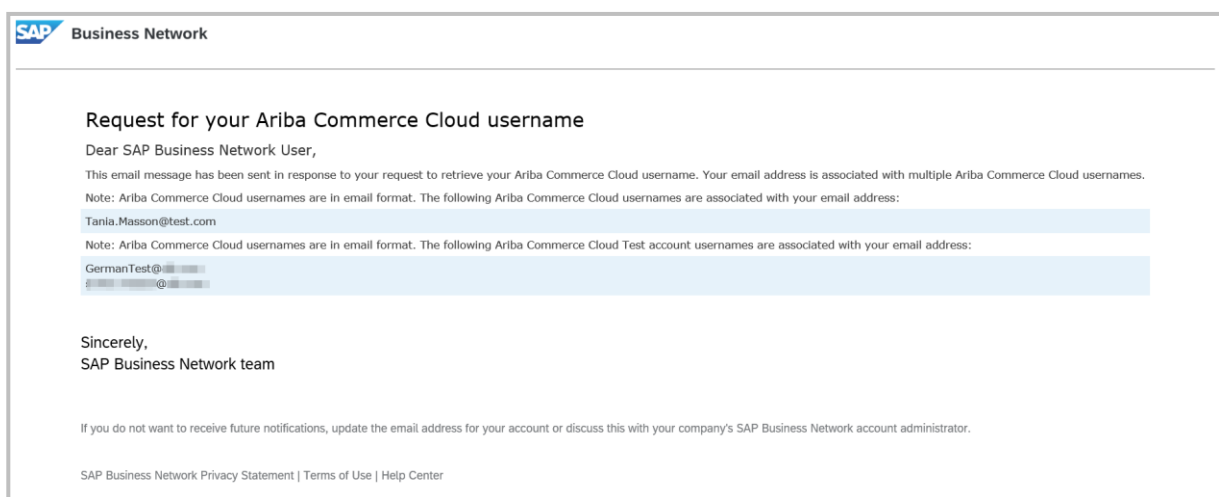 SAP Business Network
Request for your Ariba Commerce Cloud username
Dear SAP Business Network User,
This email message has been sent in response to your request to retrieve your Ariba Commerce Cloud username. Your email address is associated with multiple Ariba Commerce Cloud usernames.
Note: Ariba Commerce Cloud usernames are in email format. The following Ariba Commerce Cloud usernames are associated with your email address:
Tania.Masson@test.com
Note: Ariba Commerce Cloud usernames are in email format. The following Ariba Commerce Cloud Test account usernames are associated with your email address:
GermanTest@
@
Sincerely,
SAP Business Network team
If you do not want to receive future notifications, update the email address for your account or discuss this with your company's SAP Business Network account administrator.
SAP Business Network Privacy Statement | Terms of Use | Help Center